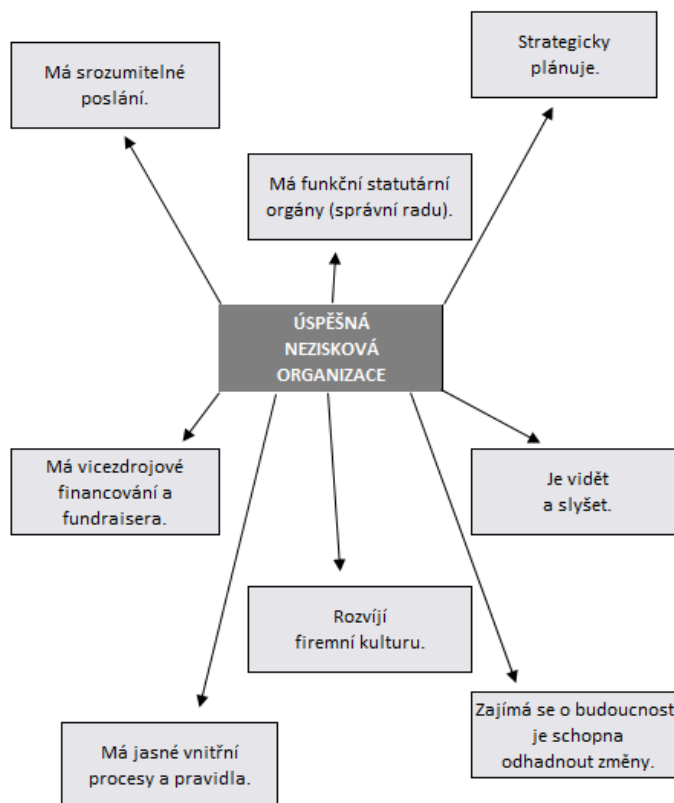 Má srozumitelné
poslání.
Strategicky
plánuje.
Má funkční statutární
orgány (správní radu).
ÚSPĚŠNÁ
NEZISKOVÁ
ORGANIZACE
Má vicezdrojové
financování a
fundraisera.
Je vidět
a slyšet.
Rozvíjí
firemní kulturu.
Zajímá se o budoucnost
je schopna
odhadnout změny.
Má jasné vnitřní
procesy a pravidla.